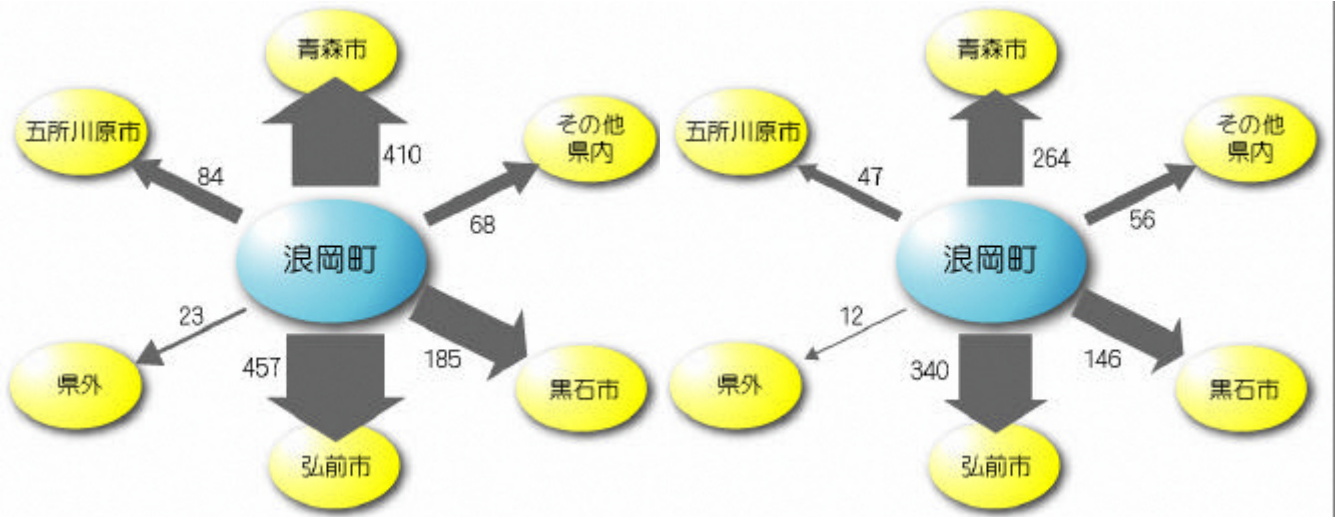 青森市
五所川原市
その他
県内
410
84
68
浪岡町
23
457
185
県外
黒石市
弘前市
青森市
五所川原市
その他
県内
264
47
56
浪岡町
12
340
146
県外
黒石市
弘前市